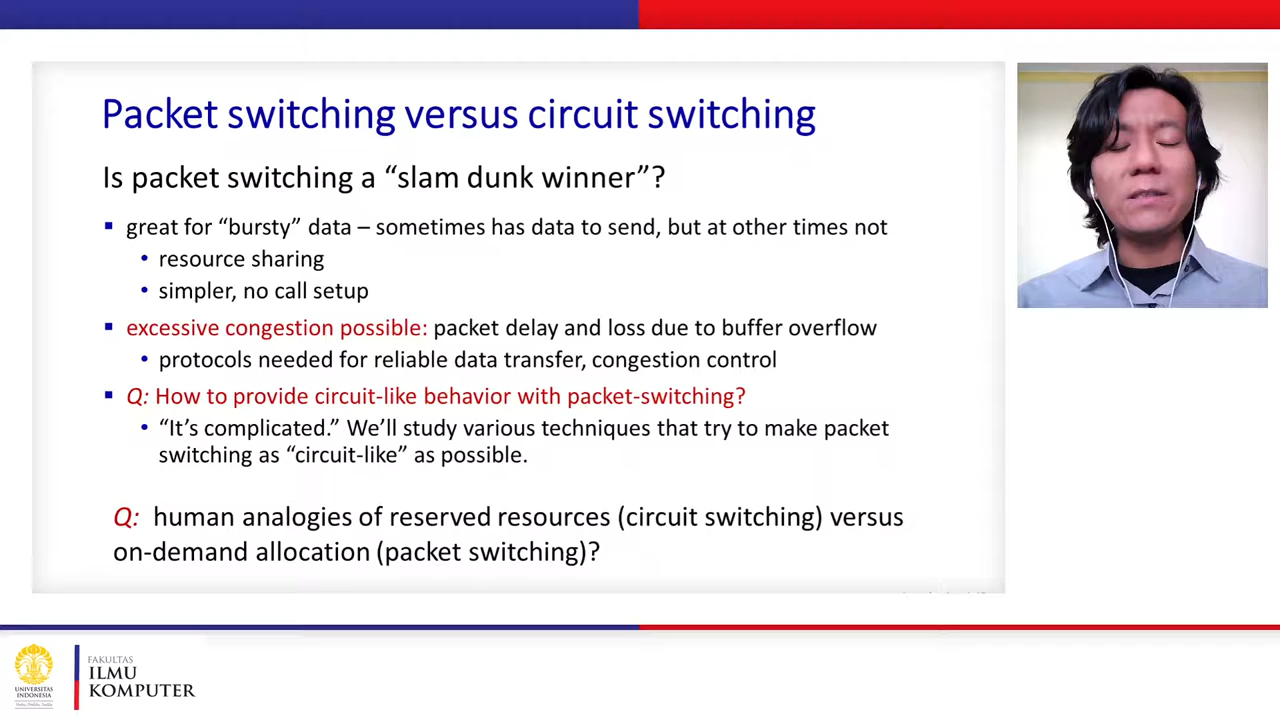 Packet switching versus circuit switching
Is packet switching a “slam dunk winner”?
▪ great for “bursty” data – sometimes has data to send, but at other times not
• resource sharing
• simpler, no call setup
▪ excessive congestion possible: packet delay and loss due to buffer overflow
• protocols needed for reliable data transfer, congestion control
▪ Q: How to provide circuit-like behavior with packet-switching?
• “It’s complicated.” We’ll study various techniques that try to make packet
switching as “circuit-like” as possible.
Q: human analogies of reserved resources (circuit switching) versus
on-demand allocation (packet switching)?
UNIVERSITAS
INDONESIA
FAKULTAS
ILMU
KOMPUTER